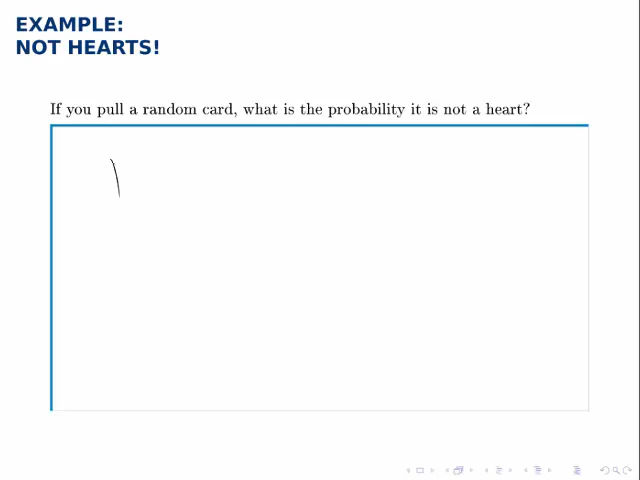 EXAMPLE:
NOT HEARTS!
If you pull a random card, what is the probability it is not a heart?